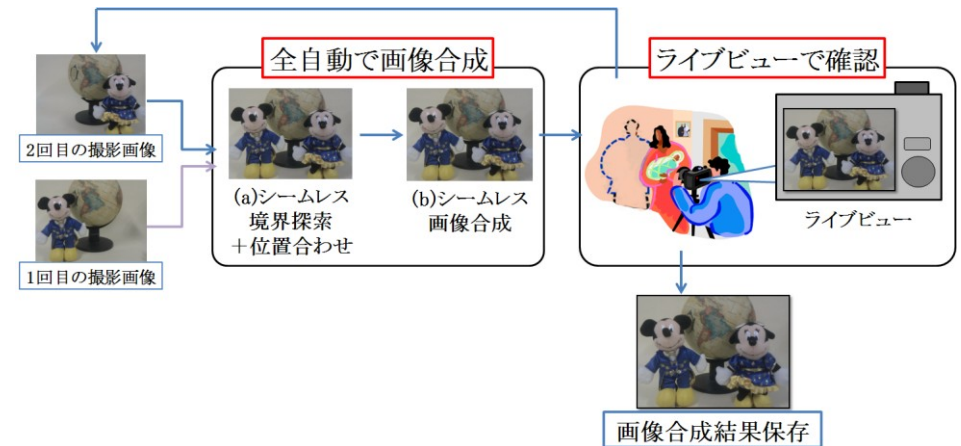 全自動で画像合成
ライブビューで確認
2回目の撮影画像
1回目の撮影画像
(a)シームレス
境界探索
＋位置合わせ
(b)シームレス
画像合成
ライブビュー
画像合成結果保存